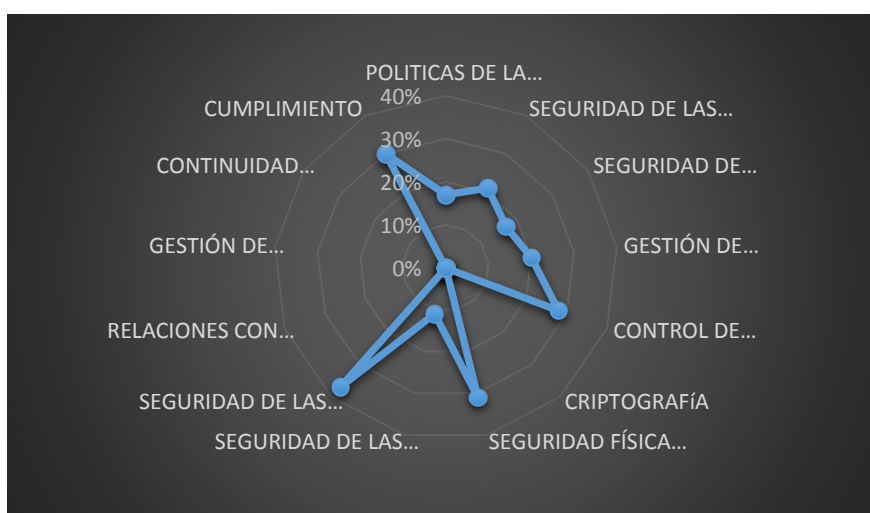 POLITICAS DE LA...
SEGURIDAD DE LAS...
SEGURIDAD DE...
GESTIÓN DE...
CONTROL DE...
CRIPTOGRAFíA
SEGURIDAD FÍSICA...
SEGURIDAD DE LAS...
SEGURIDAD DE LAS...
RELACIONES CON...
GESTIÓN DE...
CONTINUIDAD...
CUMPLIMIENTO
40%
30%
20%
10%
0%